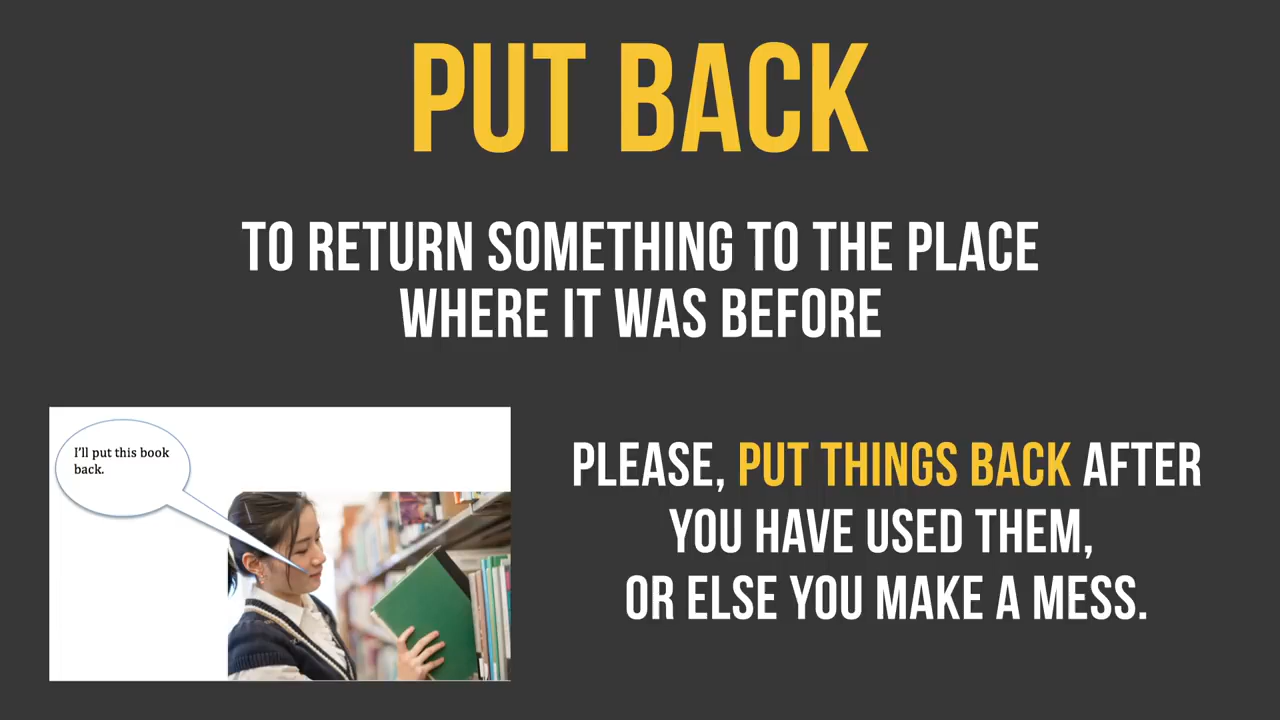 PUT BACK
TO RETURN SOMETHING TO THE PLACE
WHERE IT WAS BEFORE
I'll put this book
back.
PLEASE, PUT THINGS BACK AFTER
YOU HAVE USED THEM,
OR ELSE YOU MAKE A MESS.